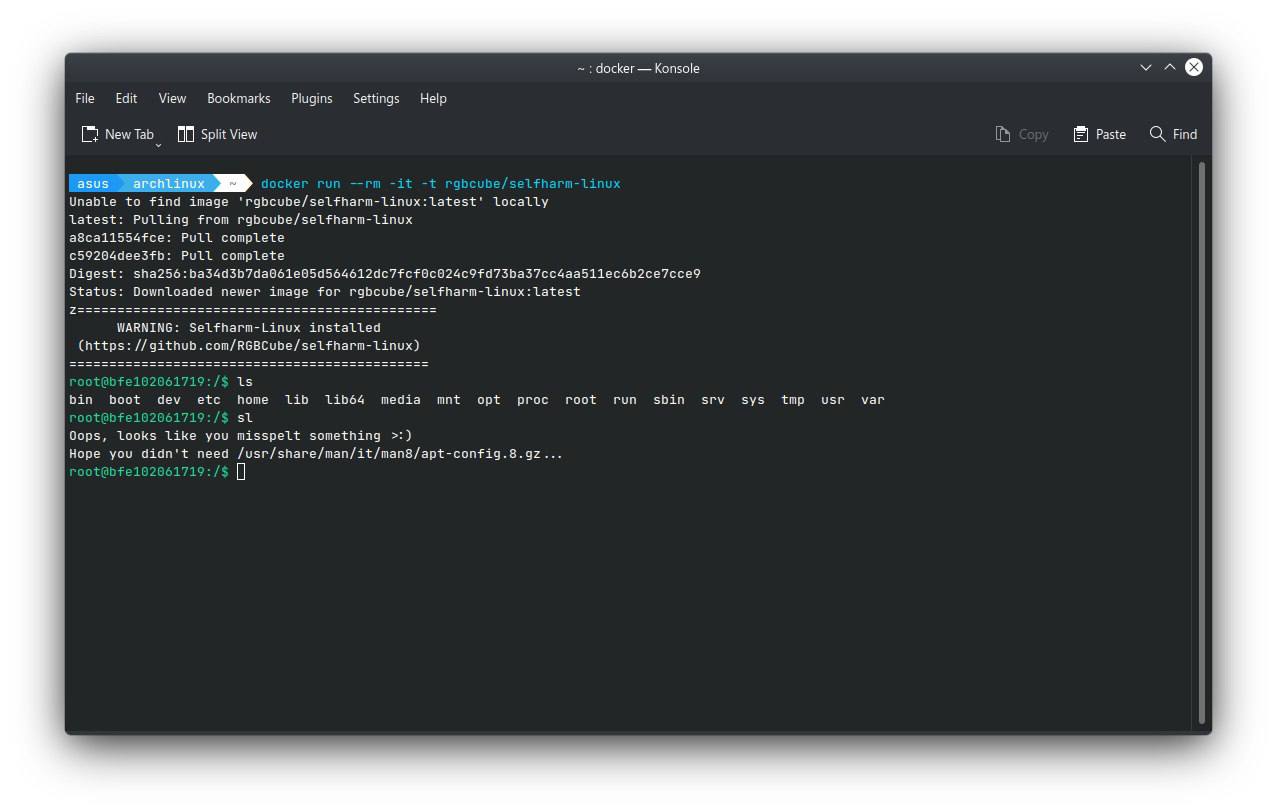 ~ : docker — Konsole
File Edit View Bookmarks Plugins Settings Help
New Tab Split View Copy Paste Find
asus archlinux ~ docker run --rm -it -t rgbcube/selfharm-linux
Unable to find image 'rgbcube/selfharm-linux:latest' locally
latest: Pulling from rgbcube/selfharm-linux
a8ca11554fce: Pull complete
c59204dee3fb: Pull complete
Digest: sha256:ba34d3b7da061e05d564612dc7fcf0c024c9fd73ba37cc4aa511ec6b2ce7cce9
Status: Downloaded newer image for rgbcube/selfharm-linux:latest
z=============================================
WARNING: Selfharm-Linux installed
(https://github.com/RGBCube/selfharm-linux)
=============================================
root@bfe102061719:/$ ls
bin boot dev etc home lib lib64 media mnt opt proc root run sbin srv sys tmp usr var
root@bfe102061719:/$ sl
Oops, looks like you misspelt something >:)
Hope you didn't need /usr/share/man/it/man8/apt-config.8.gz...
root@bfe102061719:/$